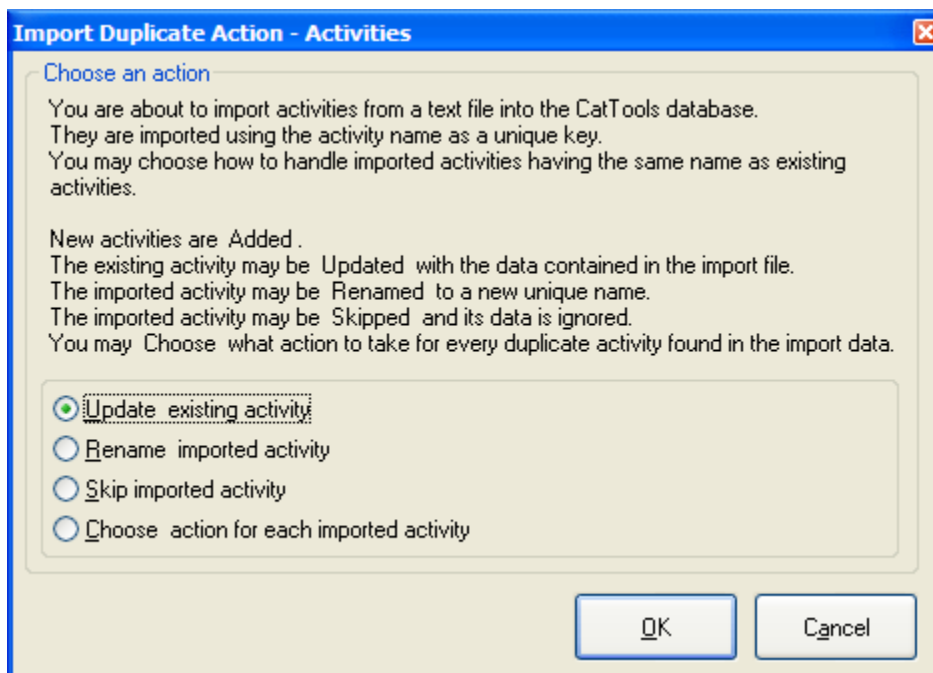 Import Duplicate Action - Activities
Choose an action
You are about to import activities from a text file into the CatTools database.
They are imported using the activity name as a unique key.
You may choose how to handle imported activities having the same name as existing
activities.
New activities are Added .
The existing activity may be Updated with the data contained in the import file.
The imported activity may be Renamed to a new unique name.
The imported activity may be Skipped and its data is ignored.
You may Choose what action to take for every duplicate activity found in the import data.
Update existing activity
Rename imported activity
Skip imported activity
Choose action for each imported activity
OK
Cancel